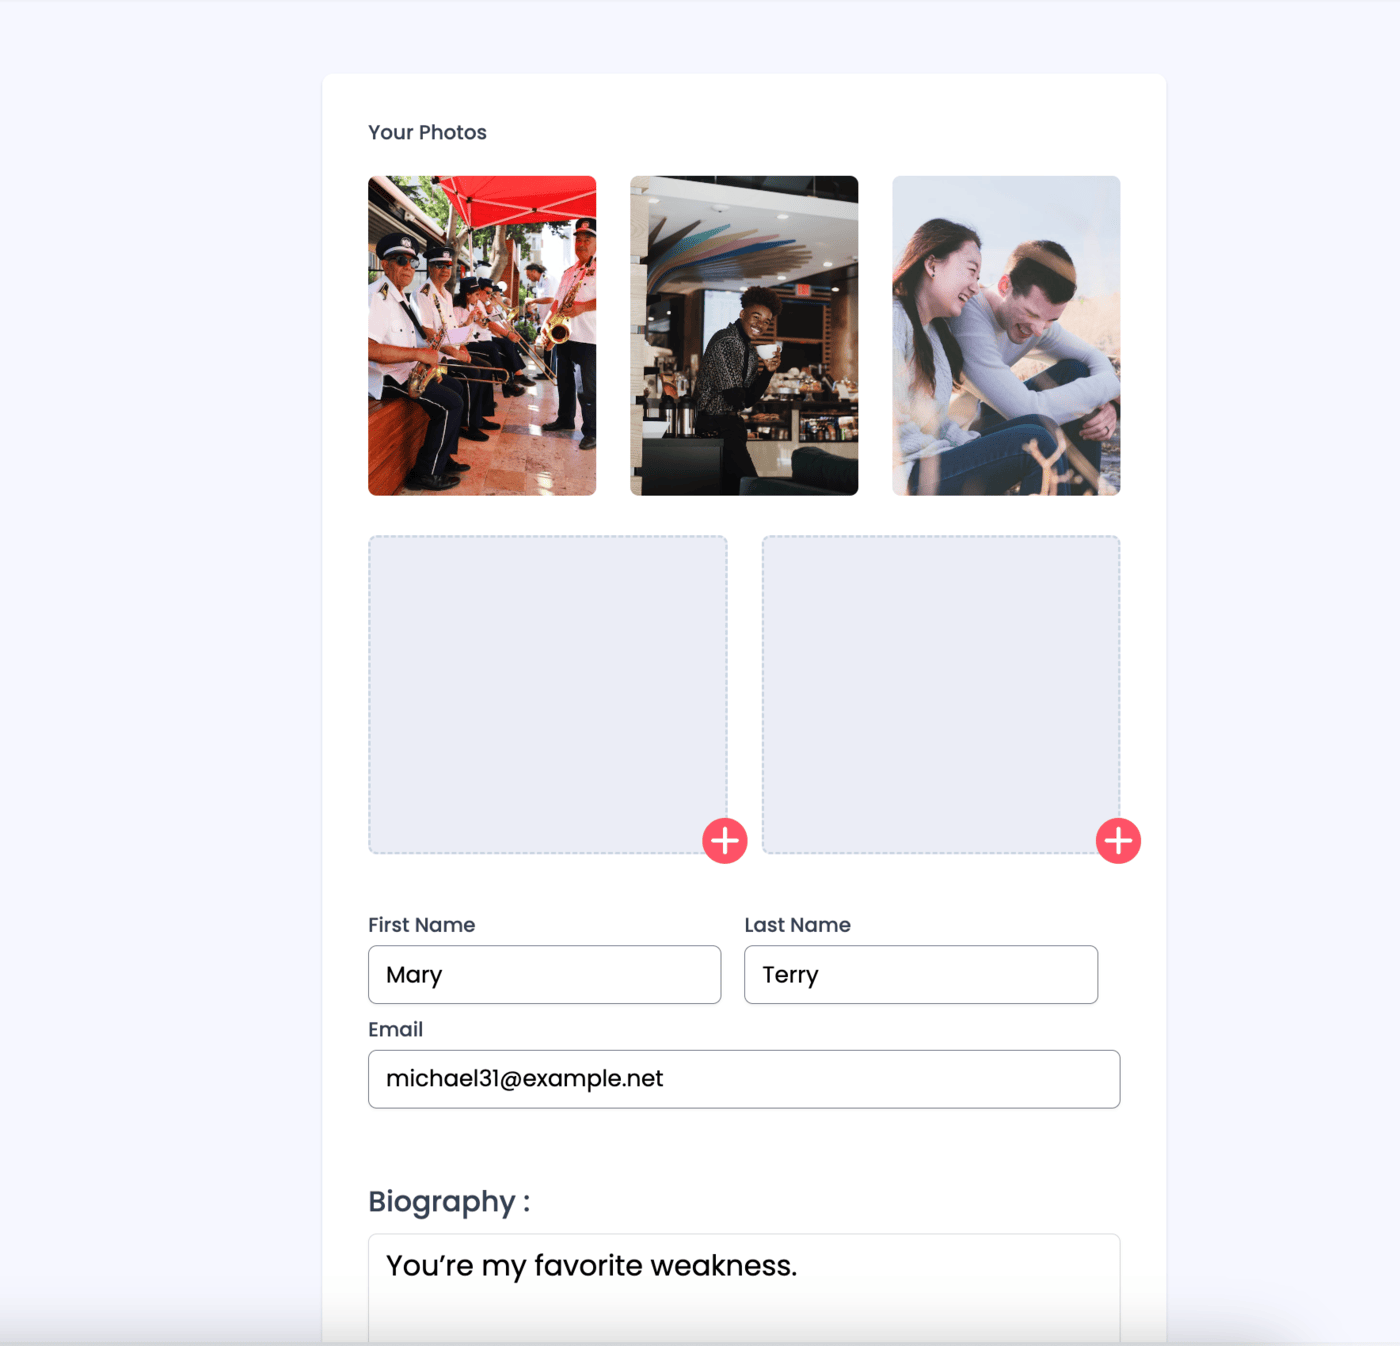 Your Photos
First Name
Last Name
Mary
Terry
Email
michael31@example.net
Biography :
You’re my favorite weakness.